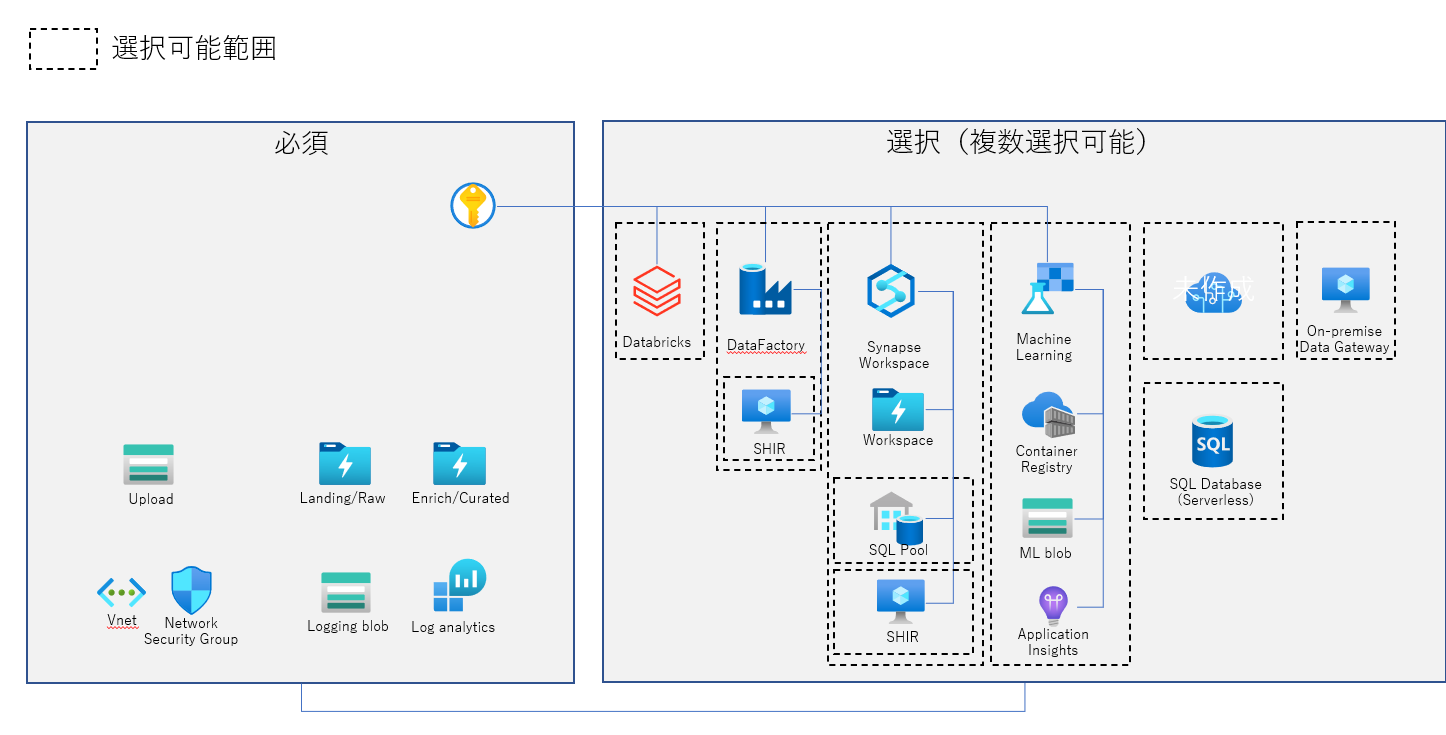 選択可能範囲
必須
選択（複数選択可能）
Databricks
DataFactory
SHIR
Synapse
Workspace
Workspace
SQL Pool
SHIR
Machine
Learning
Container
Registry
ML blob
Application
Insights
未作成
On-premise
Data Gateway
SQL
SQL Database
（Serverless）
Upload
Landing/Raw
Enrich/Curated
Vnet
Network
Security Group
Logging blob
Log analytics